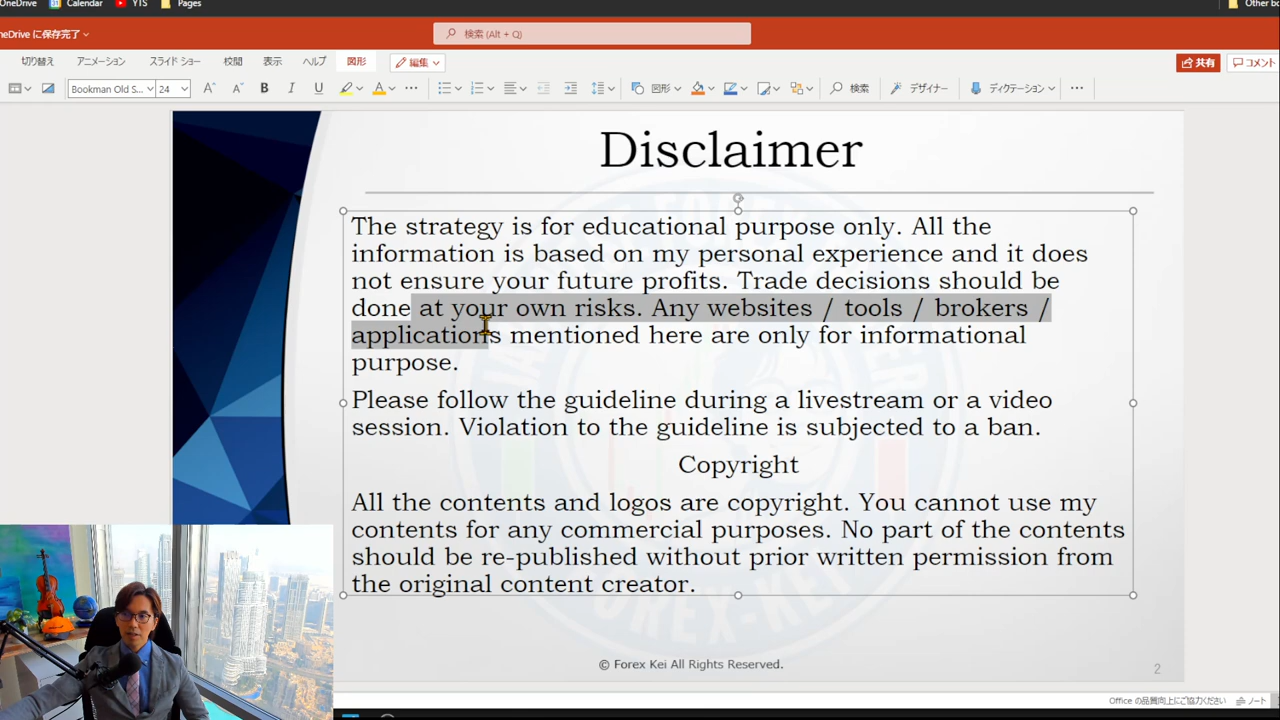 OneDrive
Calendar
YTS
Pages
Other bo
neDrive に保存完了
検索 (Alt + Q)
切り替え
アニメーション
スライド ショー
校閲
表示
ヘルプ
図形
編集
共有
コメント
Bookman Old S...
24
B
I
U
A
図形
検索
デザイナー
ディクテーション
Disclaimer
The strategy is for educational purpose only. All the
information is based on my personal experience and it does
not ensure your future profits. Trade decisions should be
done at your own risks. Any websites / tools / brokers /
applications mentioned here are only for informational
purpose.
Please follow the guideline during a livestream or a video
session. Violation to the guideline is subjected to a ban.
Copyright
All the contents and logos are copyright. You cannot use my
contents for any commercial purposes. No part of the contents
should be re-published without prior written permission from
the original content creator.
FOREX
© Forex Kei All Rights Reserved.
2
Office の品質向上にご協力ください
ノート